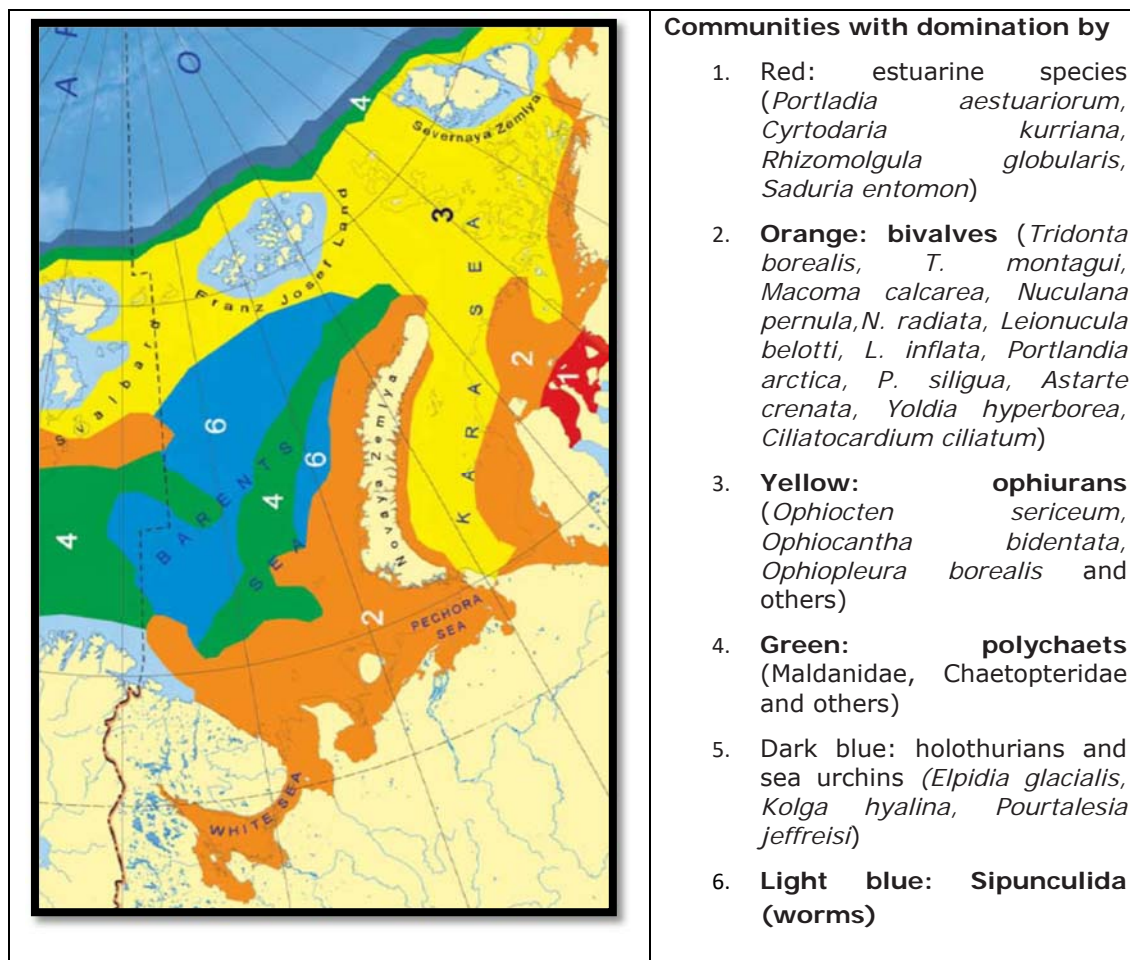 A R
O
4
Severnaya Zemlya
Franz Josef Land
3
Svalbard
K A R A S E A
2
1
6
6
4
4
B A R E N T S
S E A
Novaya Zemlya
2
PECHORA
SEA
WHITE SEA
Communities with domination by
1. Red: estuarine species
(Portladia aestuariorum,
Cyrtodaria kurriana,
Rhizomolgula globularis,
Saduria entomon)
2. Orange: bivalves (Tridonta
borealis, T. montagui,
Macoma calcarea, Nuculana
pernula,N. radiata, Leionucula
belotti, L. inflata, Portlandia
arctica, P. siligua, Astarte
crenata, Yoldia hyperborea,
Ciliatocardium ciliatum)
3. Yellow: ophiurans
(Ophiocten sericeum,
Ophiocantha bidentata,
Ophiopleura borealis and
others)
4. Green: polychaets
(Maldanidae, Chaetopteridae
and others)
5. Dark blue: holothurians and
sea urchins (Elpidia glacialis,
Kolga hyalina, Pourtalesia
jeffreisi)
6. Light blue: Sipunculida
(worms)